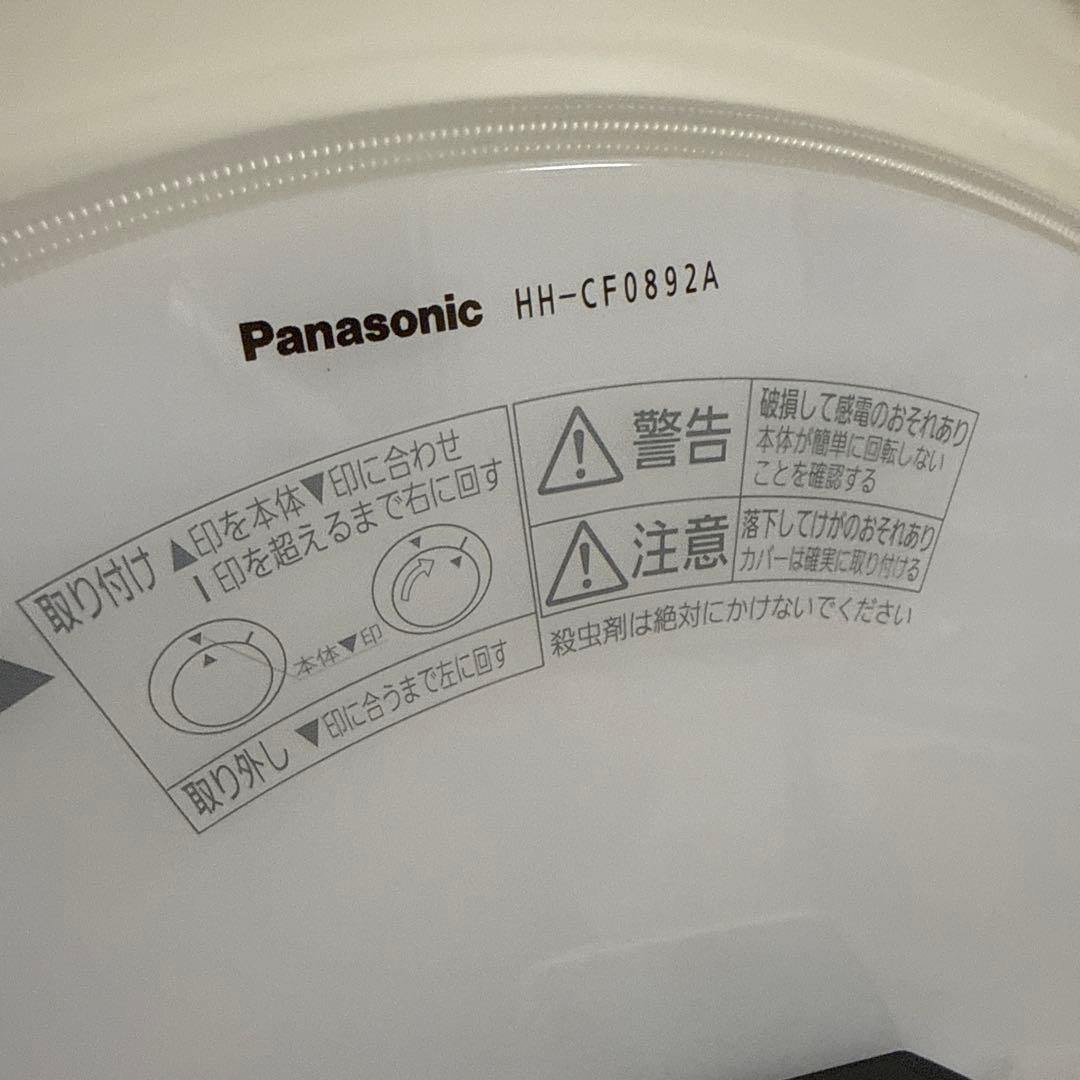 Panasonic HH-CF0892A
取り付け ▲印を本体▼印に合わせ
I印を超えるまで右に回す
本体▼印
取り外し ▼印に合うまで左に回す
警告
破損して感電のおそれあり
本体が簡単に回転しない
ことを確認する
注意
落下してけがのおそれあり
カバーは確実に取り付ける
殺虫剤は絶対にかけないでください